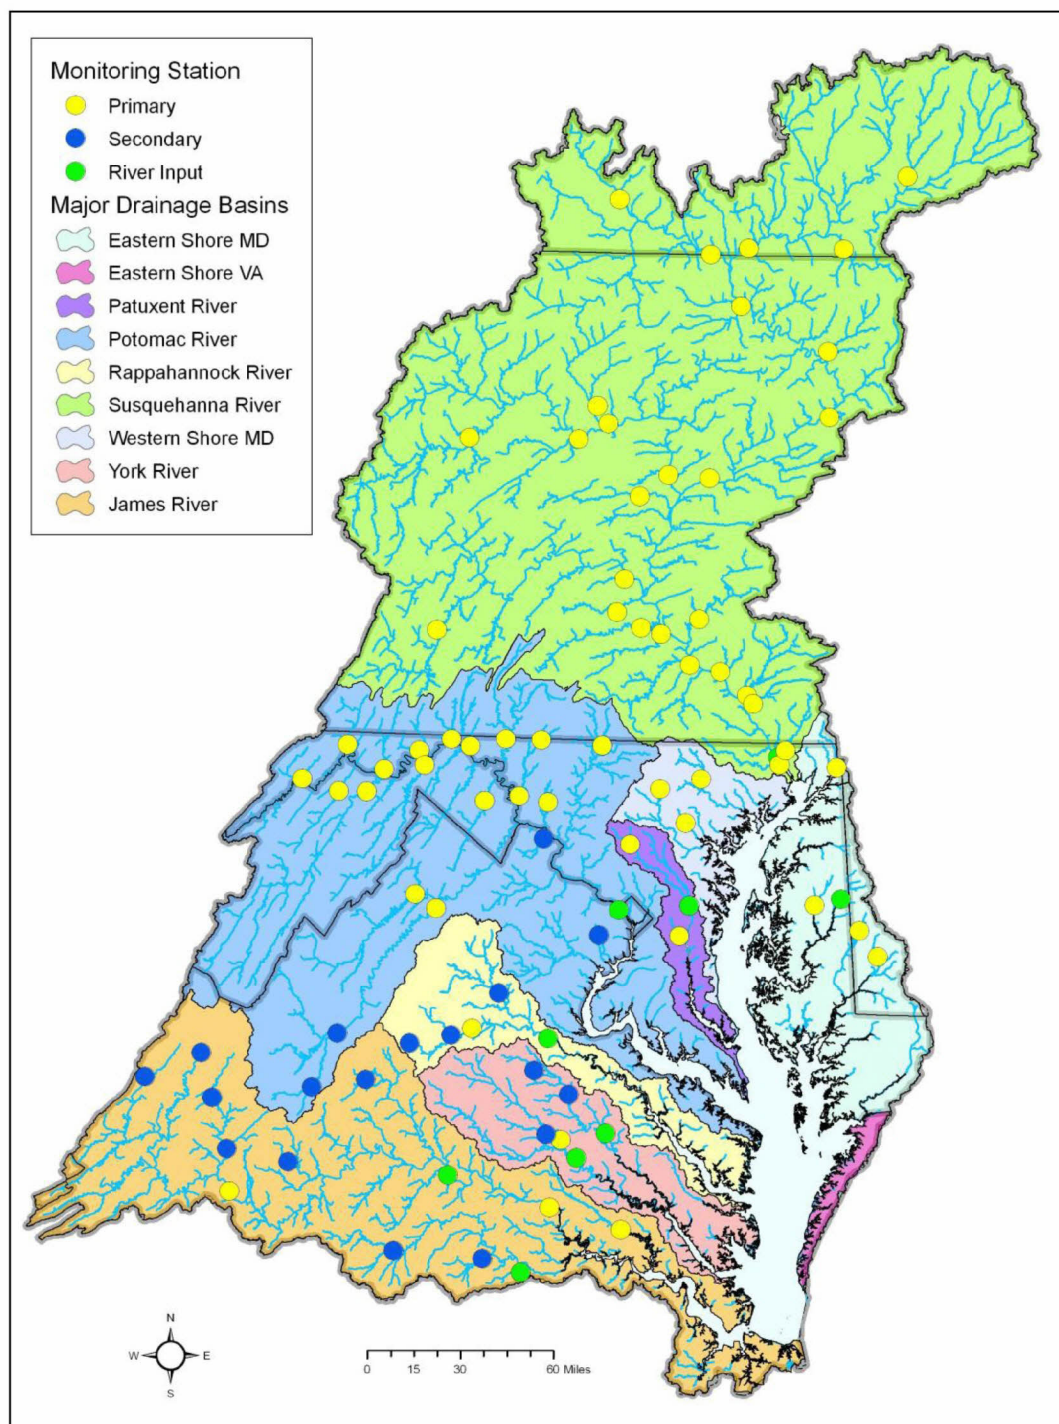 Monitoring Station
Primary
Secondary
River Input
Major Drainage Basins
Eastern Shore MD
Eastern Shore VA
Patuxent River
Potomac River
Rappahannock River
Susquehanna River
Western Shore MD
York River
James River
N
W E
S
0 15 30 60 Miles